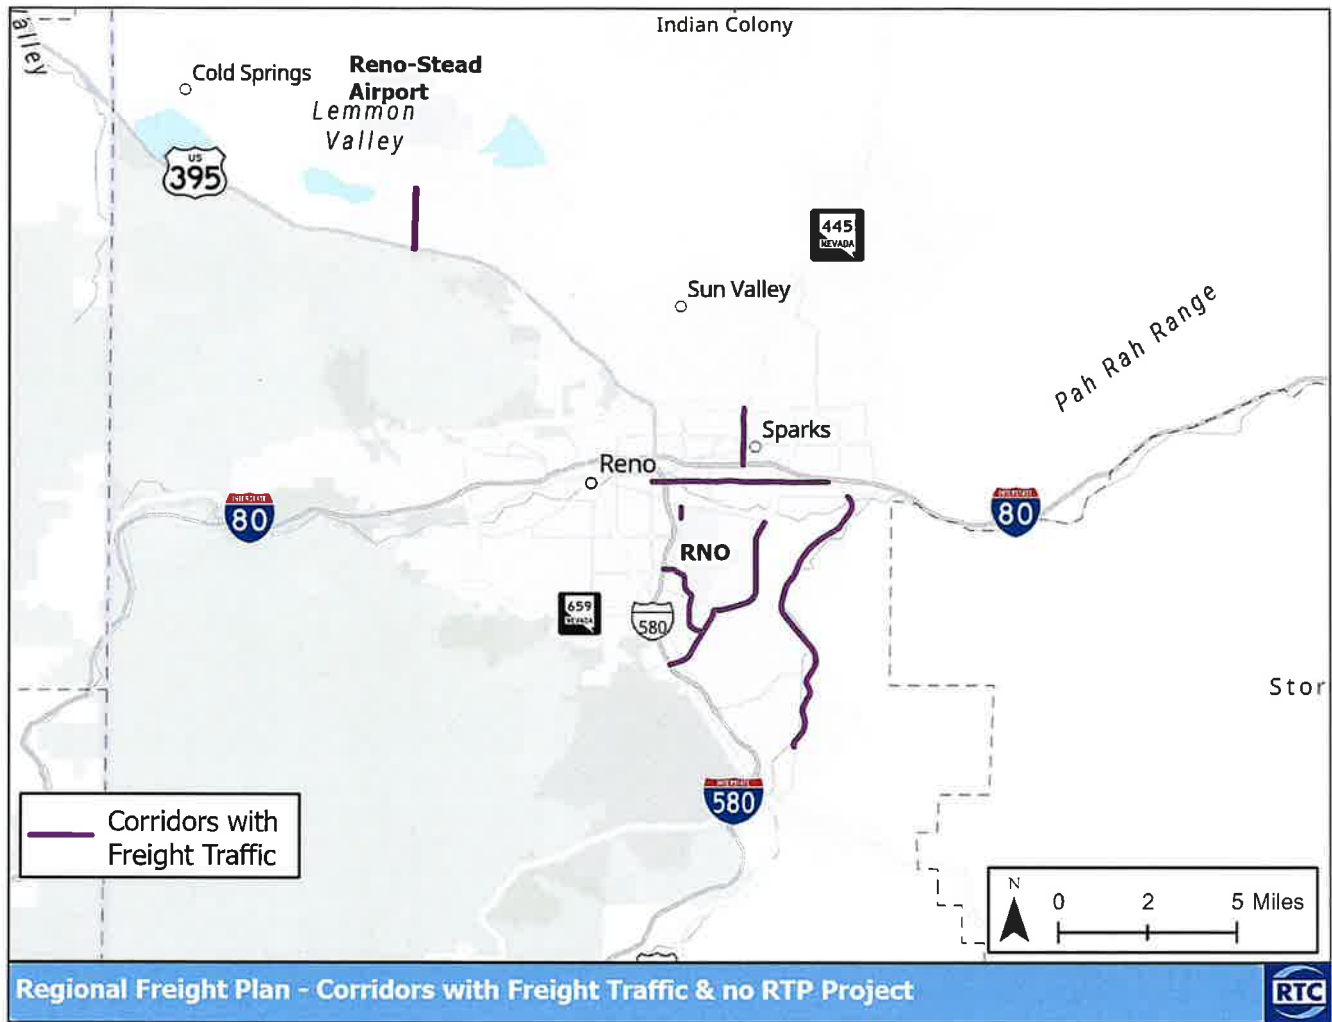 Indian Colony
alley
Cold Springs
Reno-Stead
Airport
Lemmon
Valley
US
395
445
NEVADA
Sun Valley
Pah Rah Range
Sparks
Reno
INTERSTATE
80
INTERSTATE
80
RNO
659
NEVADA
580
Stor
INTERSTATE
580
Corridors with
Freight Traffic
N
0 2 5 Miles
Regional Freight Plan - Corridors with Freight Traffic & no RTP Project
RTC